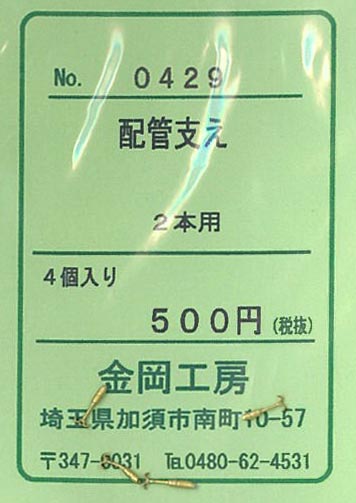 No. 0429
配管支え
2本用
4個入り
500円(税抜)
金岡工房
埼玉県加須市南町10-57
〒347-0031 ℡0480-62-4531